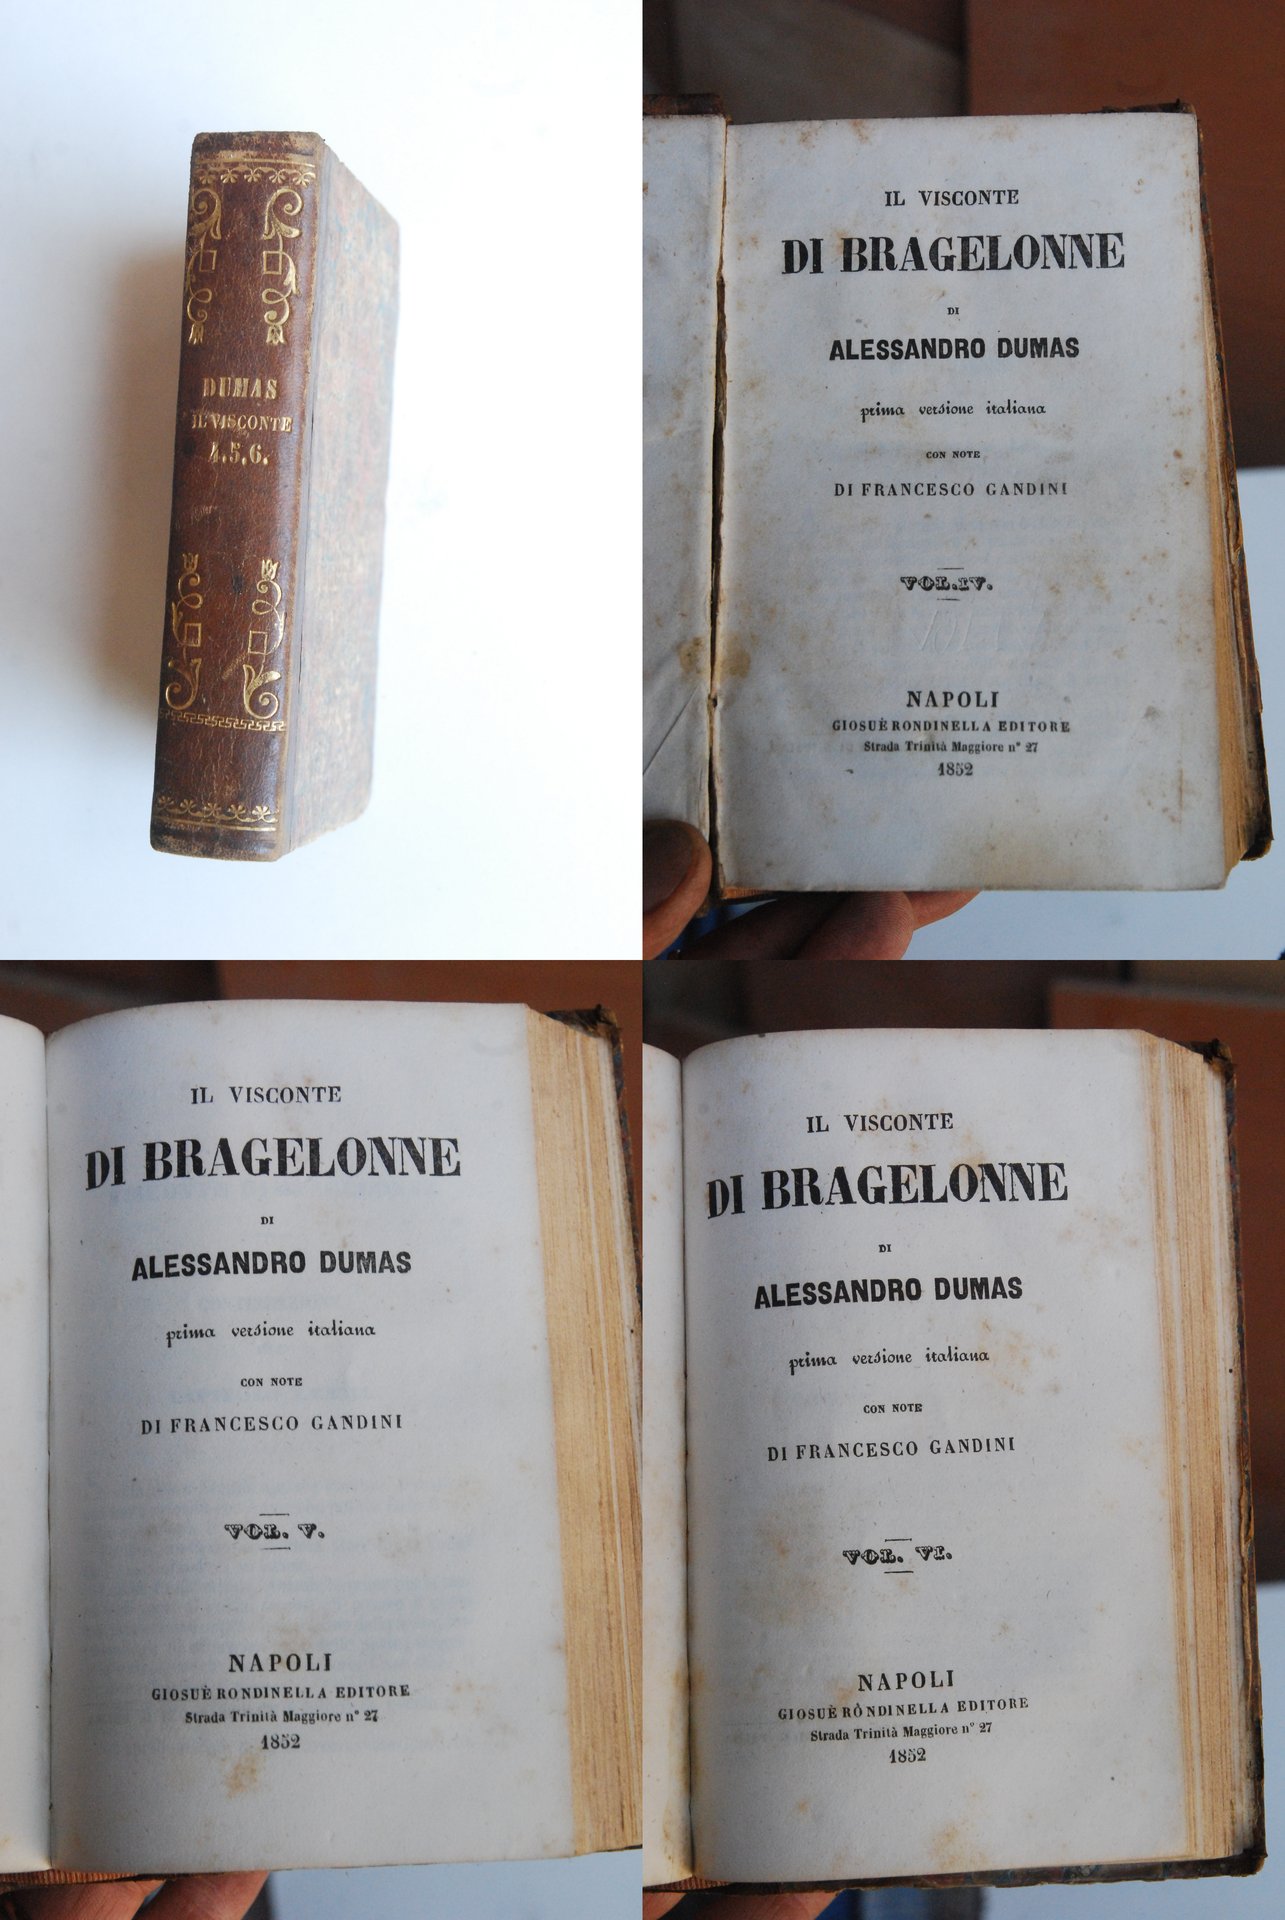 DUMAS
IL VISCONTE
4.5.6.
IL VISCONTE
DI BRAGELONNE
DI
ALESSANDRO DUMAS
prima versione italiana
CON NOTE
DI FRANCESCO GANDINI
VOL.IV.
NAPOLI
GIOSUÈ RONDINELLA EDITORE
Strada Trinità Maggiore n° 27
1852
IL VISCONTE
DI BRAGELONNE
DI
ALESSANDRO DUMAS
prima versione italiana
CON NOTE
DI FRANCESCO GANDINI
VOL. V.
NAPOLI
GIOSUÈ RONDINELLA EDITORE
Strada Trinità Maggiore n° 27
1852
IL VISCONTE
DI BRAGELONNE
DI
ALESSANDRO DUMAS
prima versione italiana
CON NOTE
DI FRANCESCO GANDINI
VOL. VI.
NAPOLI
GIOSUÈ RONDINELLA EDITORE
Strada Trinità Maggiore n° 27
1852